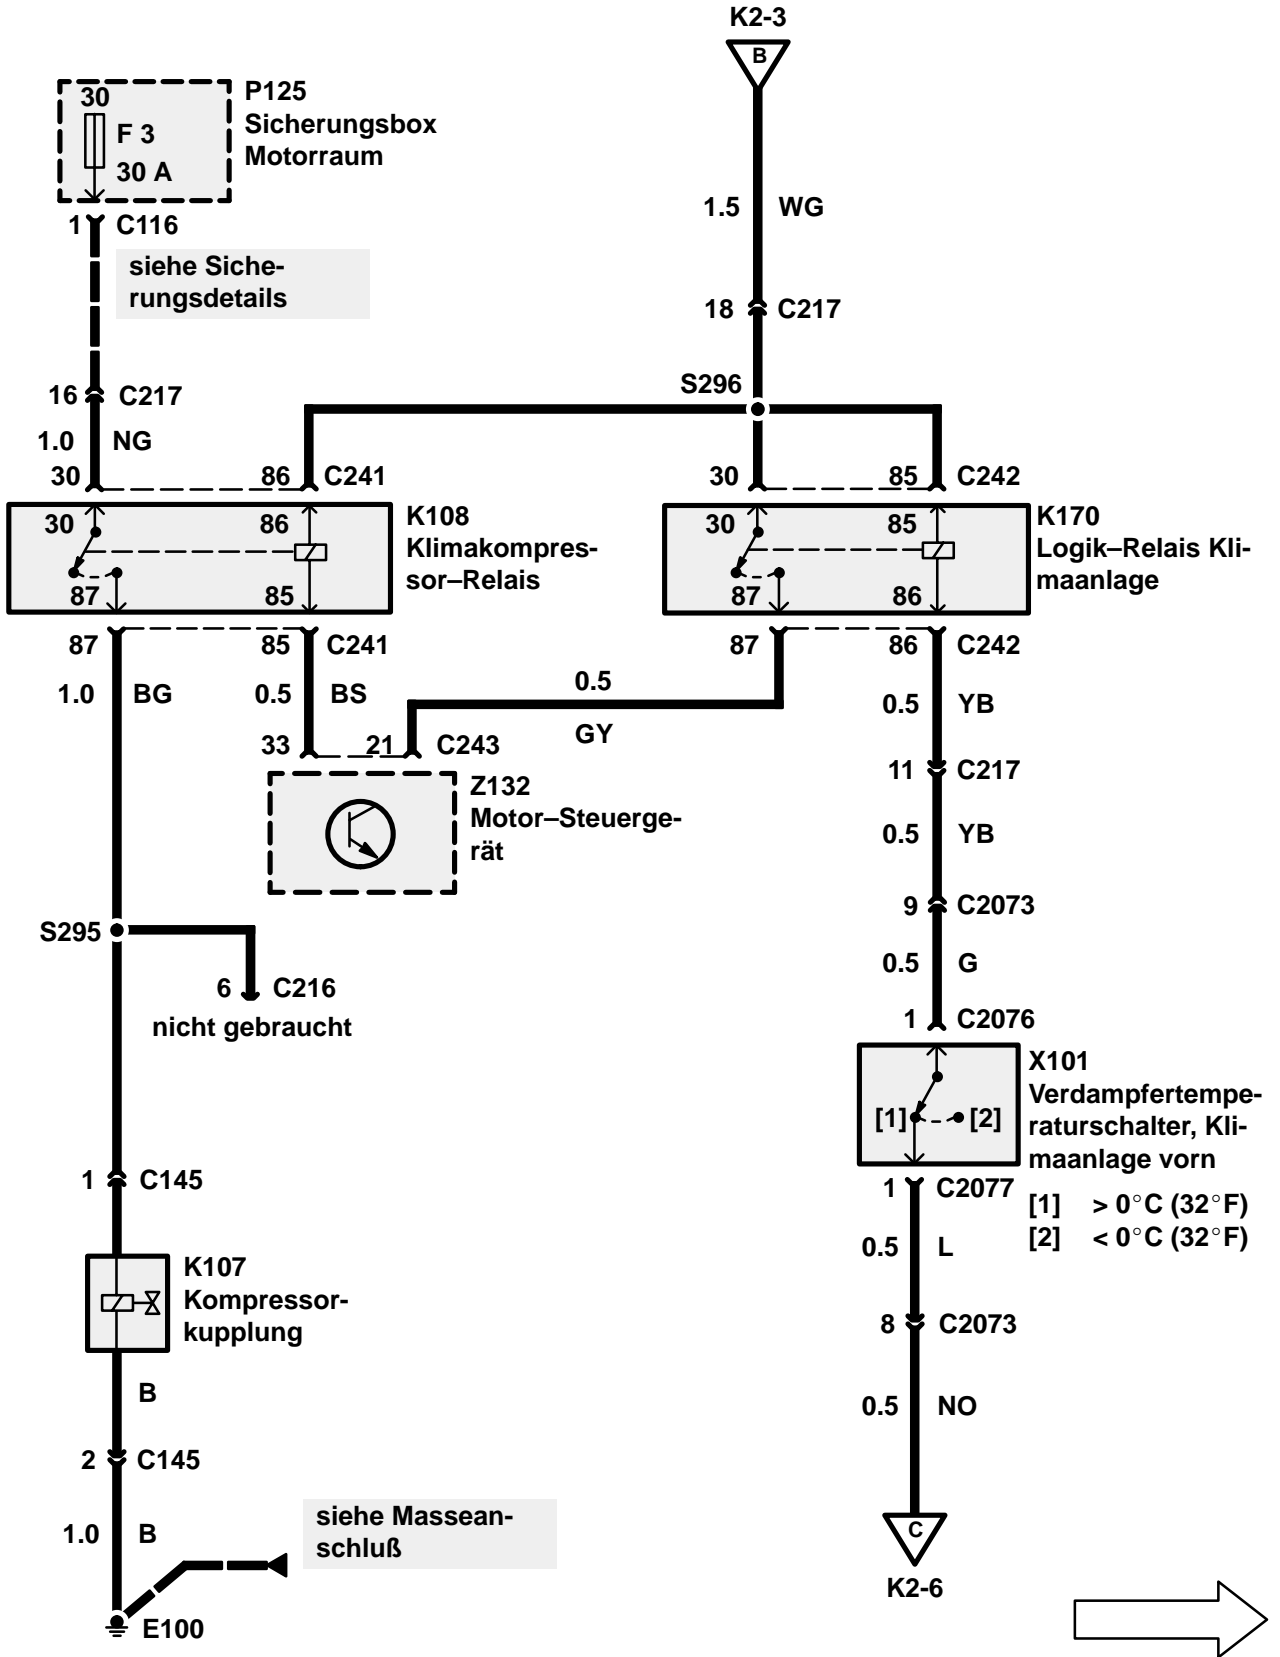 K2-3
B
30
F 3
30 A
P125
Sicherungsbox
Motorraum
1 C116
siehe Siche-
rungsdetails
1.5 WG
18 C217
16 C217
S296
1.0 NG
30 86 C241
30 85 C242
30 86
87 85
K108
Klimakompres-
sor–Relais
30 85
87 86
K170
Logik–Relais Kli-
maanlage
87 85 C241
87 86 C242
1.0 BG
0.5 BS
0.5
GY
0.5 YB
33 21 C243
11 C217
Z132
Motor–Steuerge-
rät
0.5 YB
9 C2073
S295
0.5 G
6 C216
nicht gebraucht
1 C2076
[1] [2]
X101
Verdampfertempe-
raturschalter, Kli-
maanlage vorn
[1] > 0°C (32°F)
[2] < 0°C (32°F)
1 C145
1 C2077
0.5 L
K107
Kompressor-
kupplung
8 C2073
B
0.5 NO
2 C145
1.0 B
siehe Massean-
schluß
C
K2-6
E100